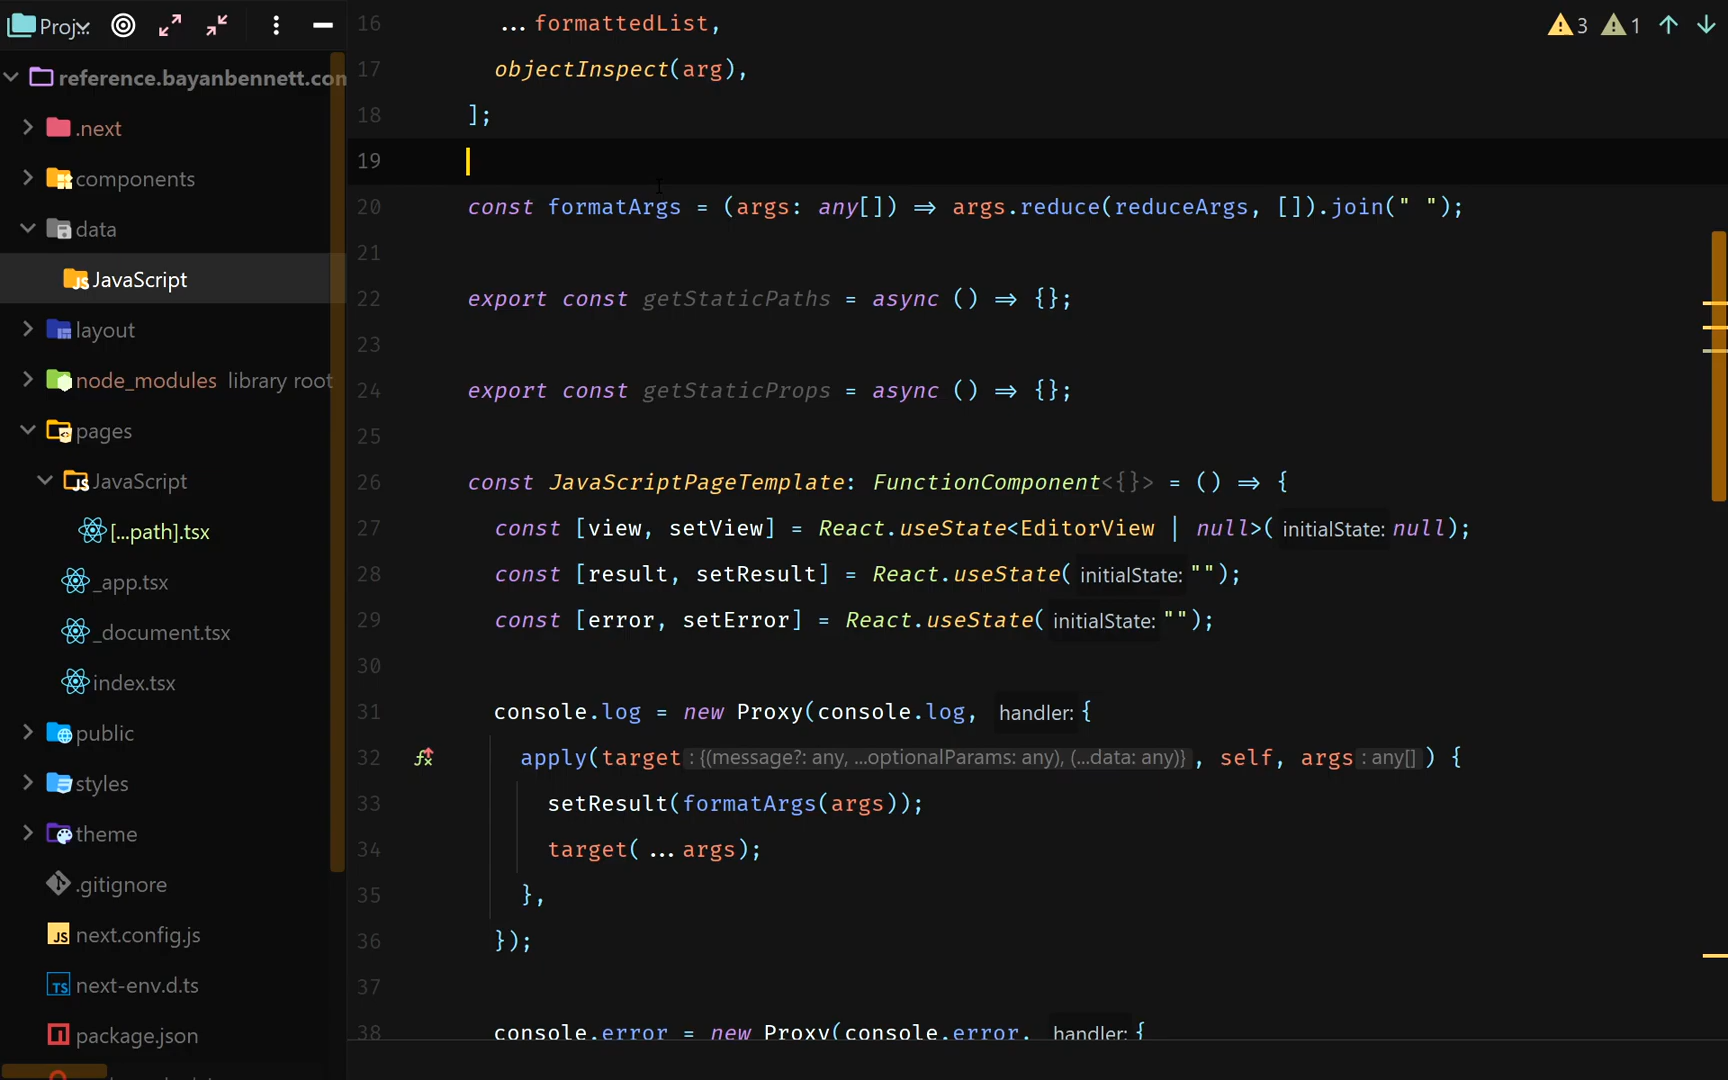 Proj
reference.bayanbennett.con
.next
components
data
JavaScript
layout
node_modules library root
pages
JavaScript
[...path].tsx
_app.tsx
_document.tsx
index.tsx
public
styles
theme
.gitignore
next.config.js
next-env.d.ts
package.json
3 1
16 ...formattedList,
17 objectInspect(arg),
18 ];
19
20 const formatArgs = (args: any[]) ⇒ args.reduce(reduceArgs, []).join(" ");
21
22 export const getStaticPaths = async () ⇒ {};
23
24 export const getStaticProps = async () ⇒ {};
25
26 const JavaScriptPageTemplate: FunctionComponent<{}> = () ⇒ {
27 const [view, setView] = React.useState<EditorView | null>( initialState: null);
28 const [result, setResult] = React.useState( initialState: "");
29 const [error, setError] = React.useState( initialState: "");
30
31 console.log = new Proxy(console.log, handler: {
32 apply(target : {(message?: any, ...optionalParams: any), (...data: any)} , self, args : any[] ) {
33 setResult(formatArgs(args));
34 target(...args);
35 },
36 });
37
38 console.error = new Proxy(console.error, handler: {